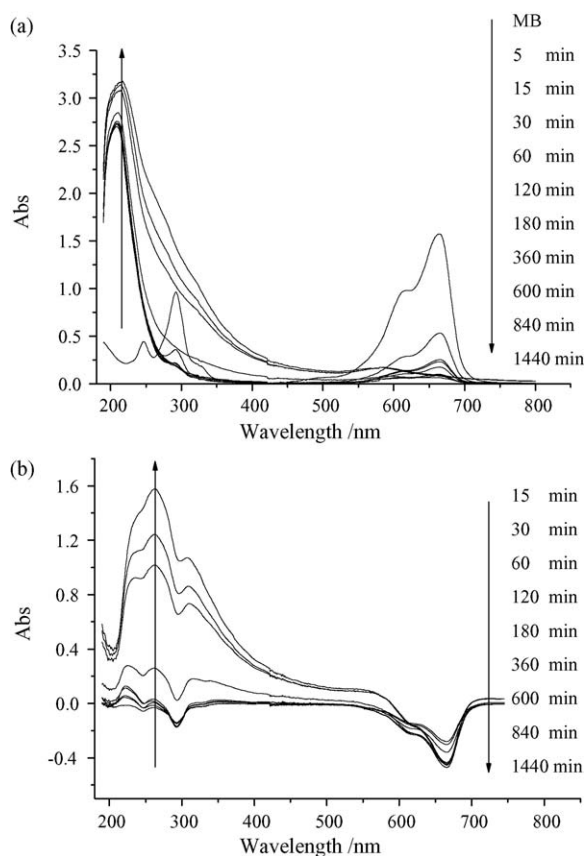 (a)
MB
5 min
15 min
30 min
60 min
120 min
180 min
360 min
600 min
840 min
1440 min
3.5
3.0
2.5
2.0
1.5
1.0
0.5
0.0
Abs
200 300 400 500 600 700 800
Wavelength /nm
(b)
15 min
30 min
60 min
120 min
180 min
360 min
600 min
840 min
1440 min
1.6
1.2
0.8
0.4
0.0
-0.4
Abs
200 300 400 500 600 700 800
Wavelength /nm